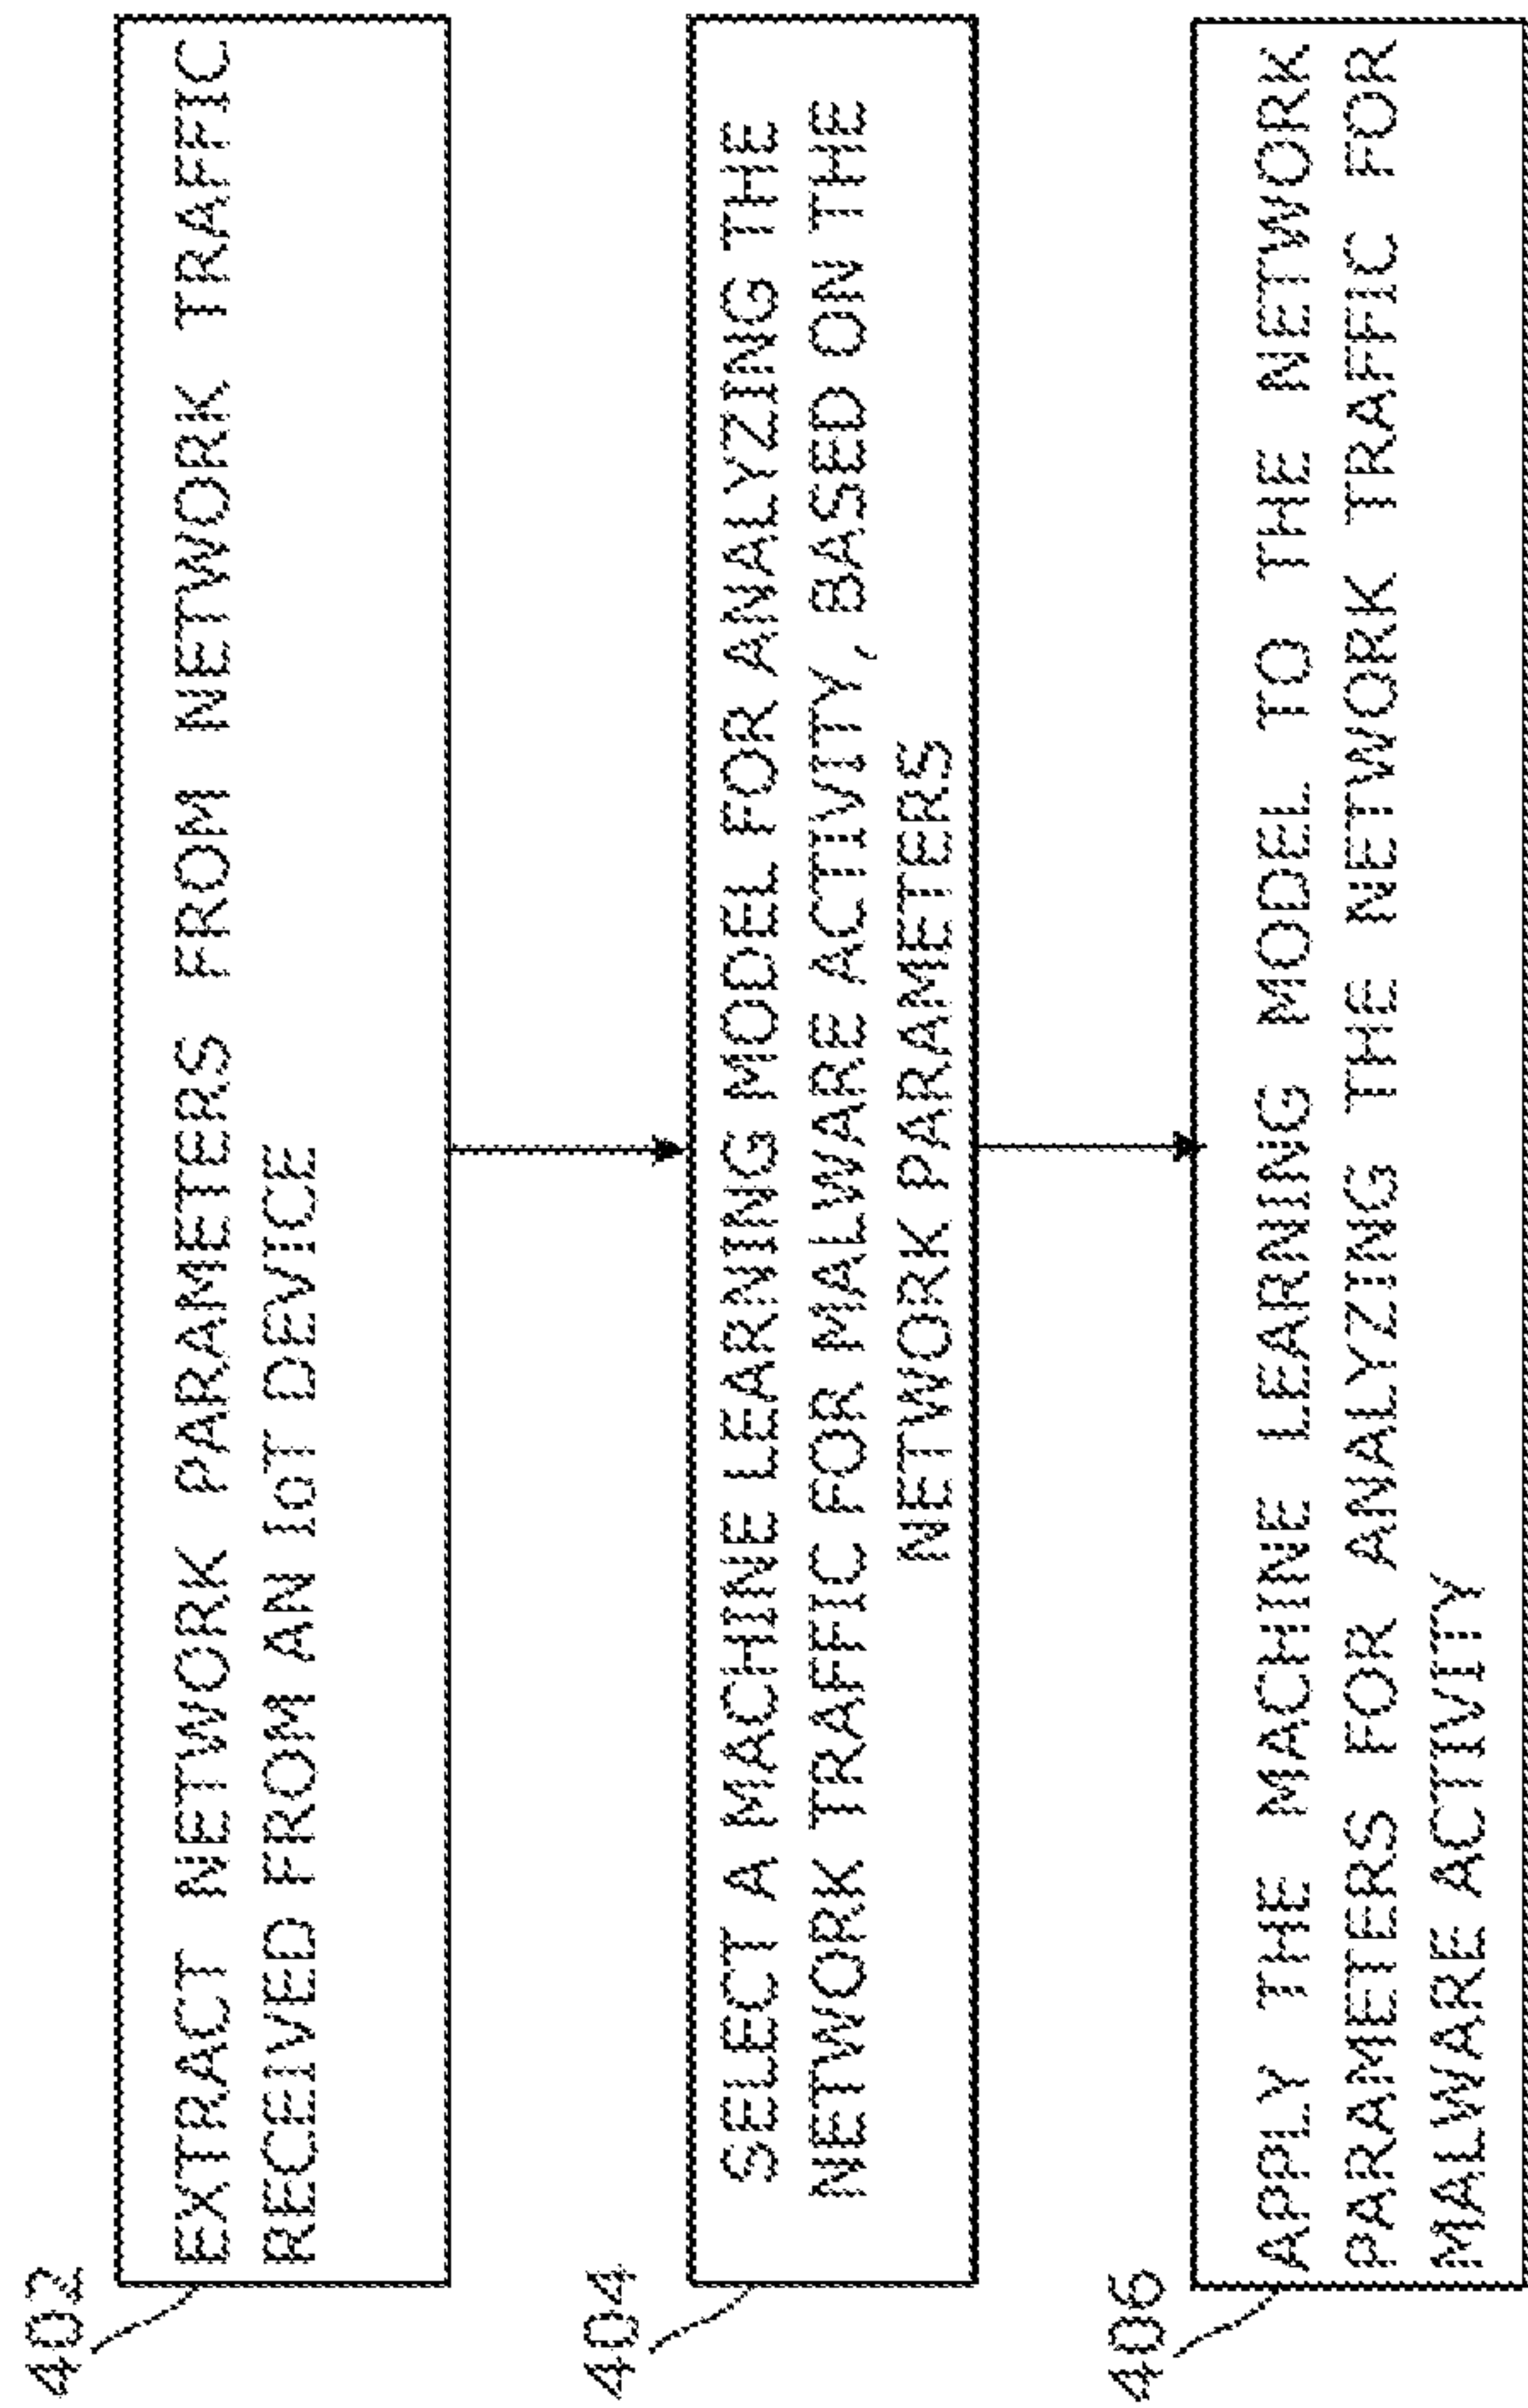 402
EXTRACT NETWORK PARAMETERS FROM NETWORK TRAFFIC
RECEIVED FROM AN IoT DEVICE
404
SELECT A MACHINE LEARNING MODEL FOR ANALYZING THE
NETWORK TRAFFIC FOR MALWARE ACTIVITY, BASED ON THE
NETWORK PARAMETERS
406
APPLY THE MACHINE LEARNING MODEL TO THE NETWORK
PARAMETERS FOR ANALYZING THE NETWORK TRAFFIC FOR
MALWARE ACTIVITY